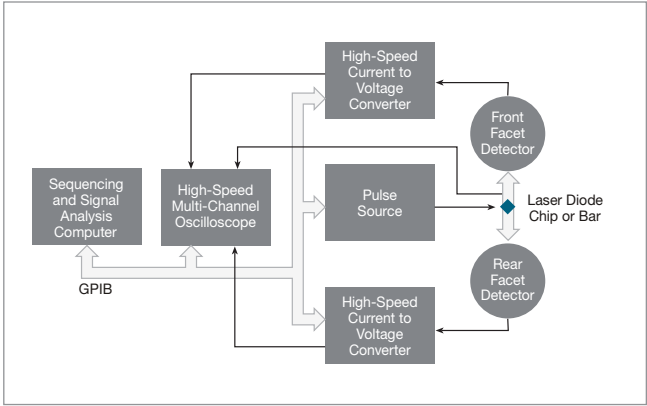 High-Speed
Current to
Voltage
Converter
Front
Facet
Detector
Sequencing
and Signal
Analysis
Computer
High-Speed
Multi-Channel
Oscilloscope
Pulse
Source
Laser Diode
Chip or Bar
GPIB
Rear
Facet
Detector
High-Speed
Current to
Voltage
Converter